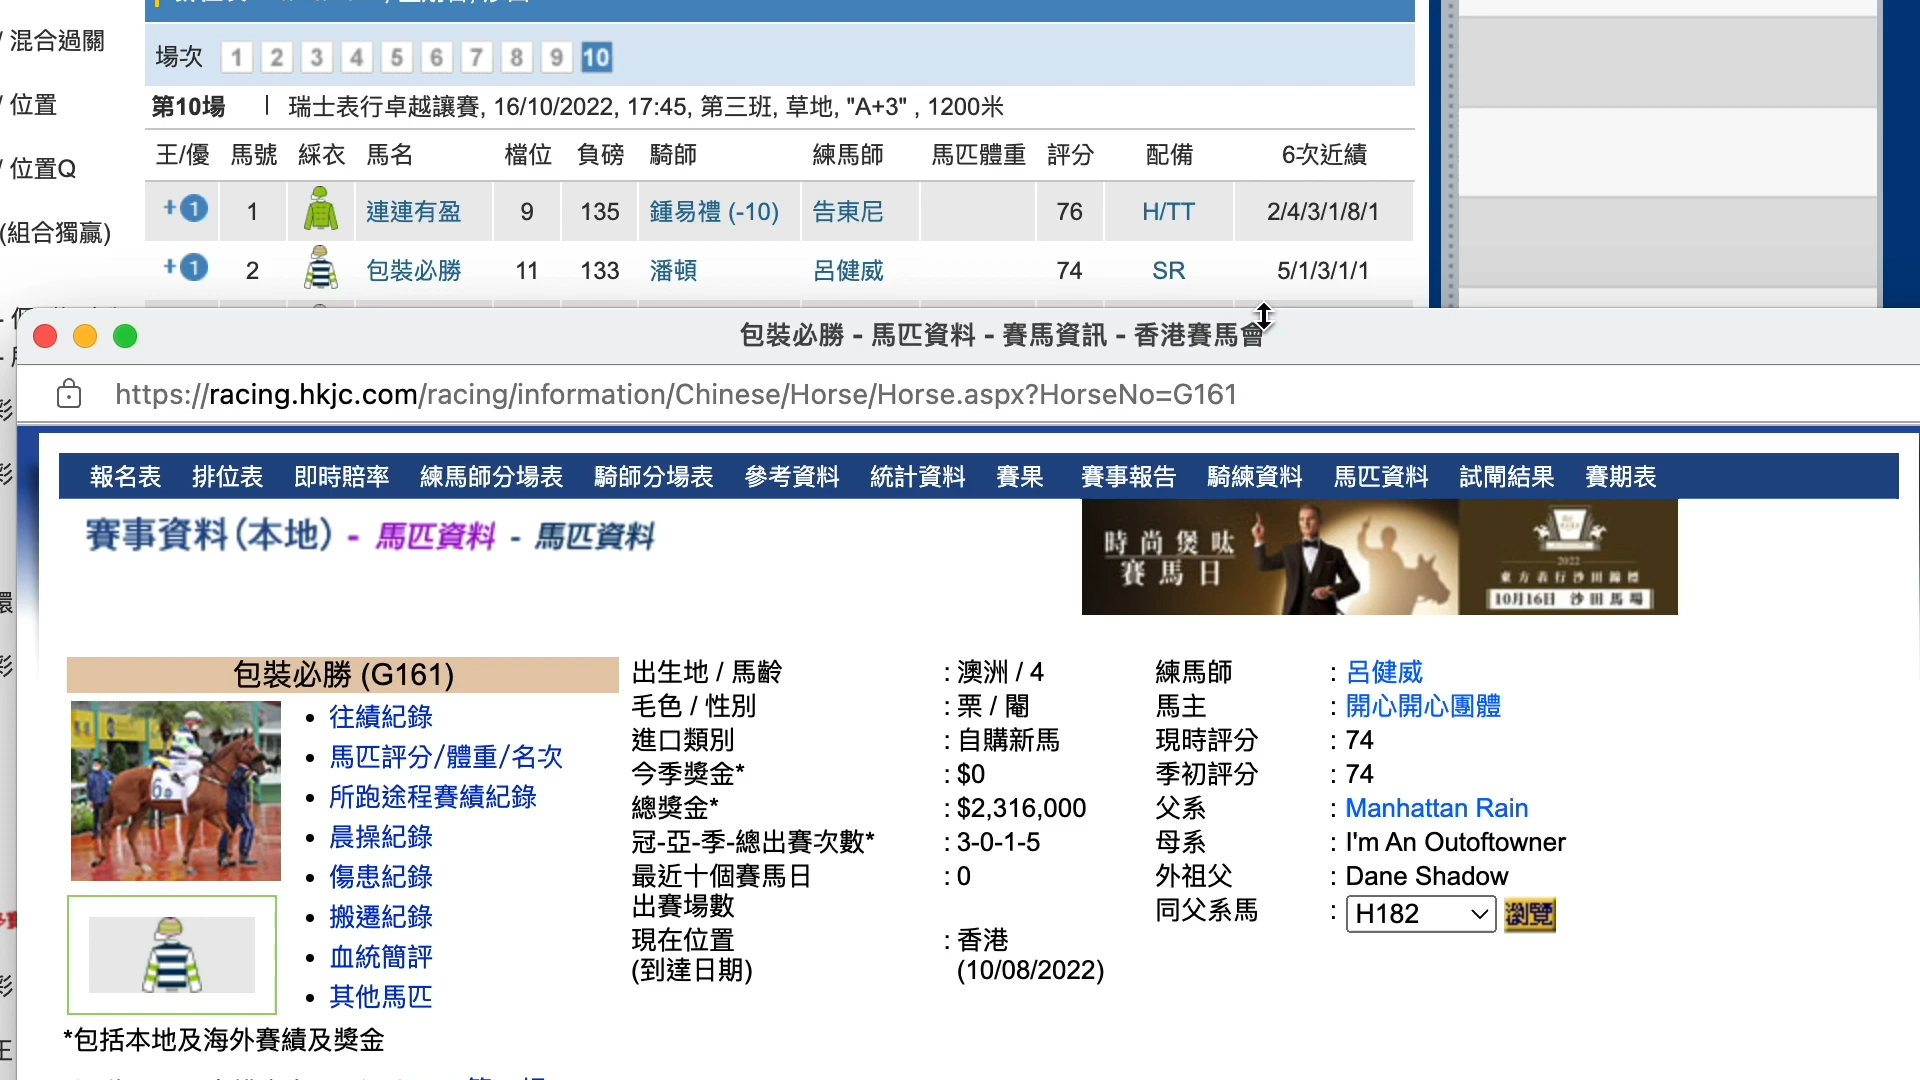 / 混合過關
/ 位置
/ 位置Q
(組合獨贏)
場次 1 2 3 4 5 6 7 8 9 10
第10場 | 瑞士表行卓越讓賽, 16/10/2022, 17:45, 第三班, 草地, "A+3" , 1200米
王/優 馬號 綵衣 馬名 檔位 負磅 騎師 練馬師 馬匹體重 評分 配備 6次近績
+1 1 連連有盈 9 135 鍾易禮 (-10) 告東尼 76 H/TT 2/4/3/1/8/1
+1 2 包裝必勝 11 133 潘頓 呂健威 74 SR 5/1/3/1/1
包裝必勝 - 馬匹資料 - 賽馬資訊 - 香港賽馬會
https://racing.hkjc.com/racing/information/Chinese/Horse/Horse.aspx?HorseNo=G161
報名表 排位表 即時賠率 練馬師分場表 騎師分場表 參考資料 統計資料 賽果 賽事報告 騎練資料 馬匹資料 試閘結果 賽期表
賽事資料(本地) - 馬匹資料 - 馬匹資料
時尚煲呔
賽馬日
2022
東方表行沙田錦標
10月16日 沙田馬場
包裝必勝 (G161)
往績紀錄
馬匹評分/體重/名次
所跑途程賽績紀錄
晨操紀錄
傷患紀錄
搬遷紀錄
血統簡評
其他馬匹
出生地 / 馬齡 : 澳洲 / 4
毛色 / 性別 : 栗 / 閹
進口類別 : 自購新馬
今季獎金* : $0
總獎金* : $2,316,000
冠-亞-季-總出賽次數* : 3-0-1-5
最近十個賽馬日 : 0
出賽場數
現在位置 : 香港
(到達日期) (10/08/2022)
練馬師 : 呂健威
馬主 : 開心開心團體
現時評分 : 74
季初評分 : 74
父系 : Manhattan Rain
母系 : I'm An Outoftowner
外祖父 : Dane Shadow
同父系馬 : H182 瀏覽
*包括本地及海外賽績及獎金